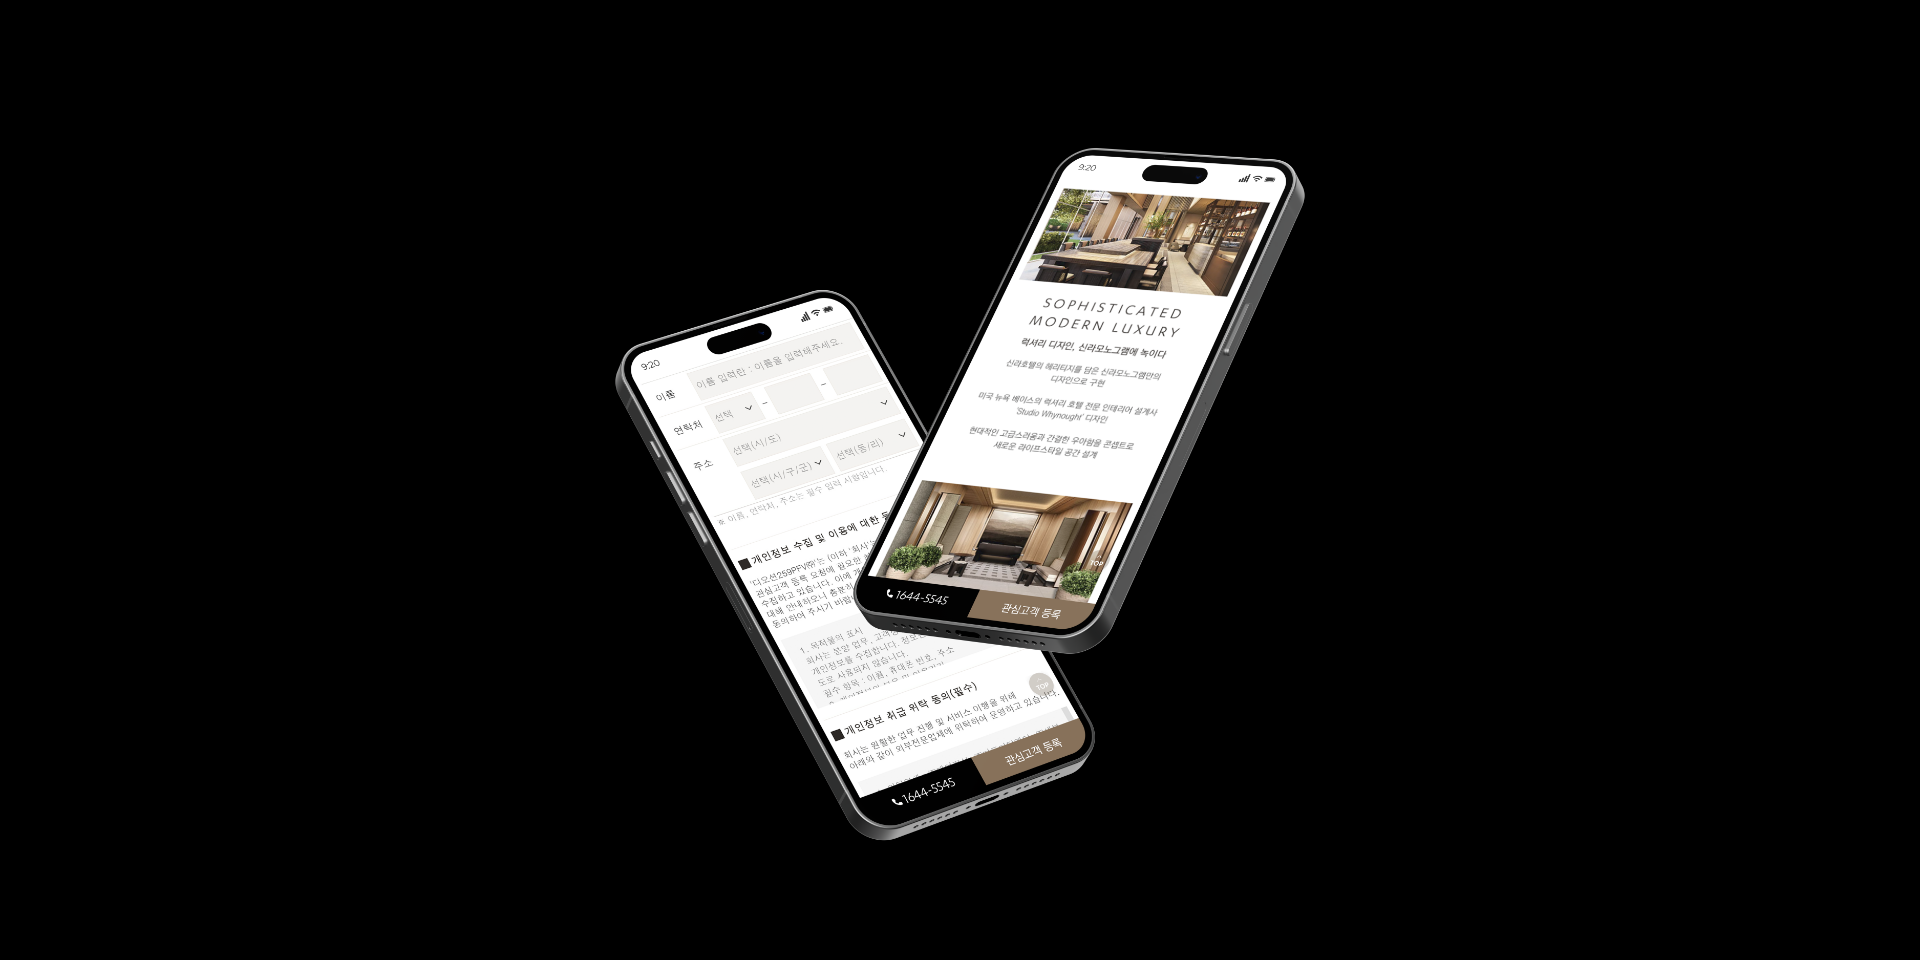 9:20
이름
이름 입력란 : 이름을 입력해주세요.
연락처
선택
-
-
주소
선택(시/도)
선택(시/구/군)
선택(동/리)
※ 이름, 연락처, 주소는 필수 입력 사항입니다.
■개인정보 수집 및 이용에 대한
'디오션259PFV㈜'는 (이하 '회사'는
관심고객 등록 요청에 필요한
수집하고 있습니다. 이에
대해 안내하오니 충분히
동의하여 주시기
1. 목적물의 표시
회사는 분양 업무, 
개인정보를 수집합니다.
도로 사용되지 않습니다.
필수 항목 : 이름, 휴대폰 번호, 주소
■개인정보 취급 위탁 동의(필수)
회사는 원활한 업무 진행 및 서비스 이행을 위해
아래와 같이 외부전문업체에 위탁하여 운영하고 있습니다.
TOP
1644-5545
관심고객 등록
9:20
SOPHISTICATED
MODERN LUXURY
럭셔리 디자인, 신라모노그램에 녹이다
신라호텔의 헤리티지를 담은 신라모노그램만의
디자인으로 구현
미국 뉴욕 베이스의 럭셔리 호텔 전문 인테리어 설계사
'Studio Whynought' 디자인
현대적인 고급스러움과 간결한 우아함을 콘셉트로
새로운 라이프스타일 공간 설계
TOP
1644-5545
관심고객 등록